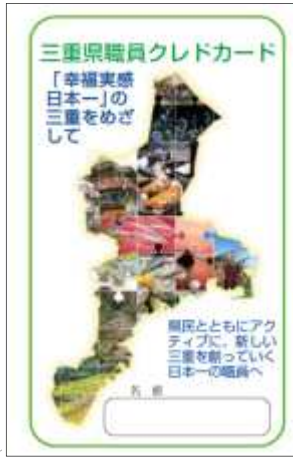 三重県職員クレドカード
「幸福実感
日本一」の
三重をめざ
して
県民とともにアク
ティブに、新しい
三重を創っていく
日本一の職員へ
名 前